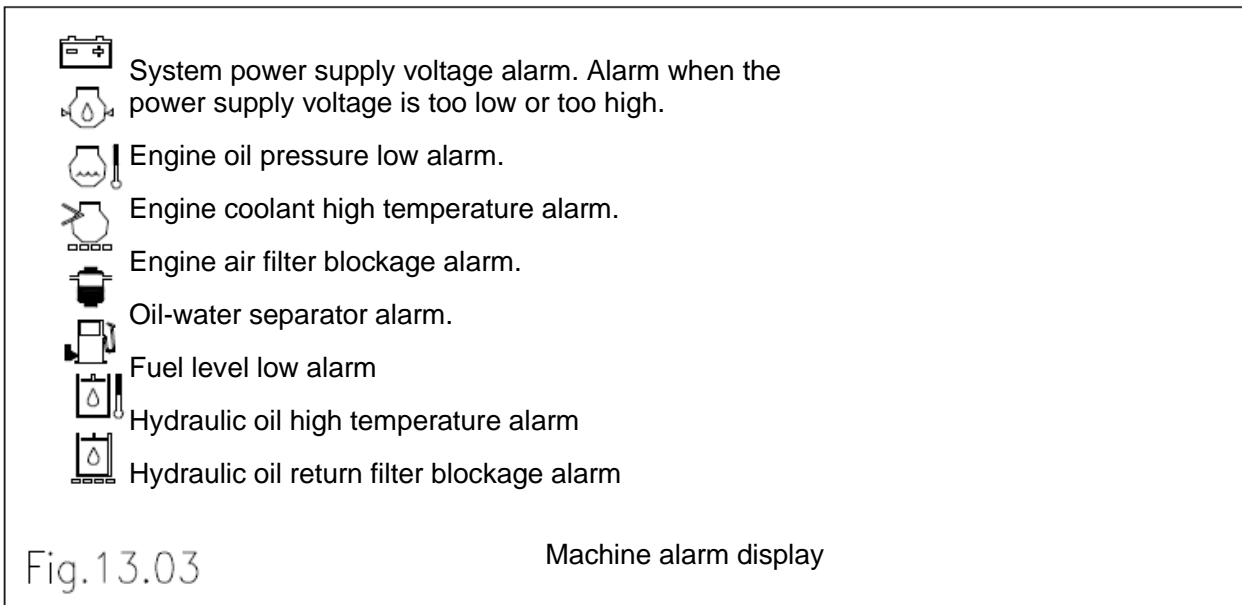 System power supply voltage alarm. Alarm when the
power supply voltage is too low or too high.
Engine oil pressure low alarm.
Engine coolant high temperature alarm.
Engine air filter blockage alarm.
Oil-water separator alarm.
Fuel level low alarm
Hydraulic oil high temperature alarm
Hydraulic oil return filter blockage alarm
Fig.13.03
Machine alarm display